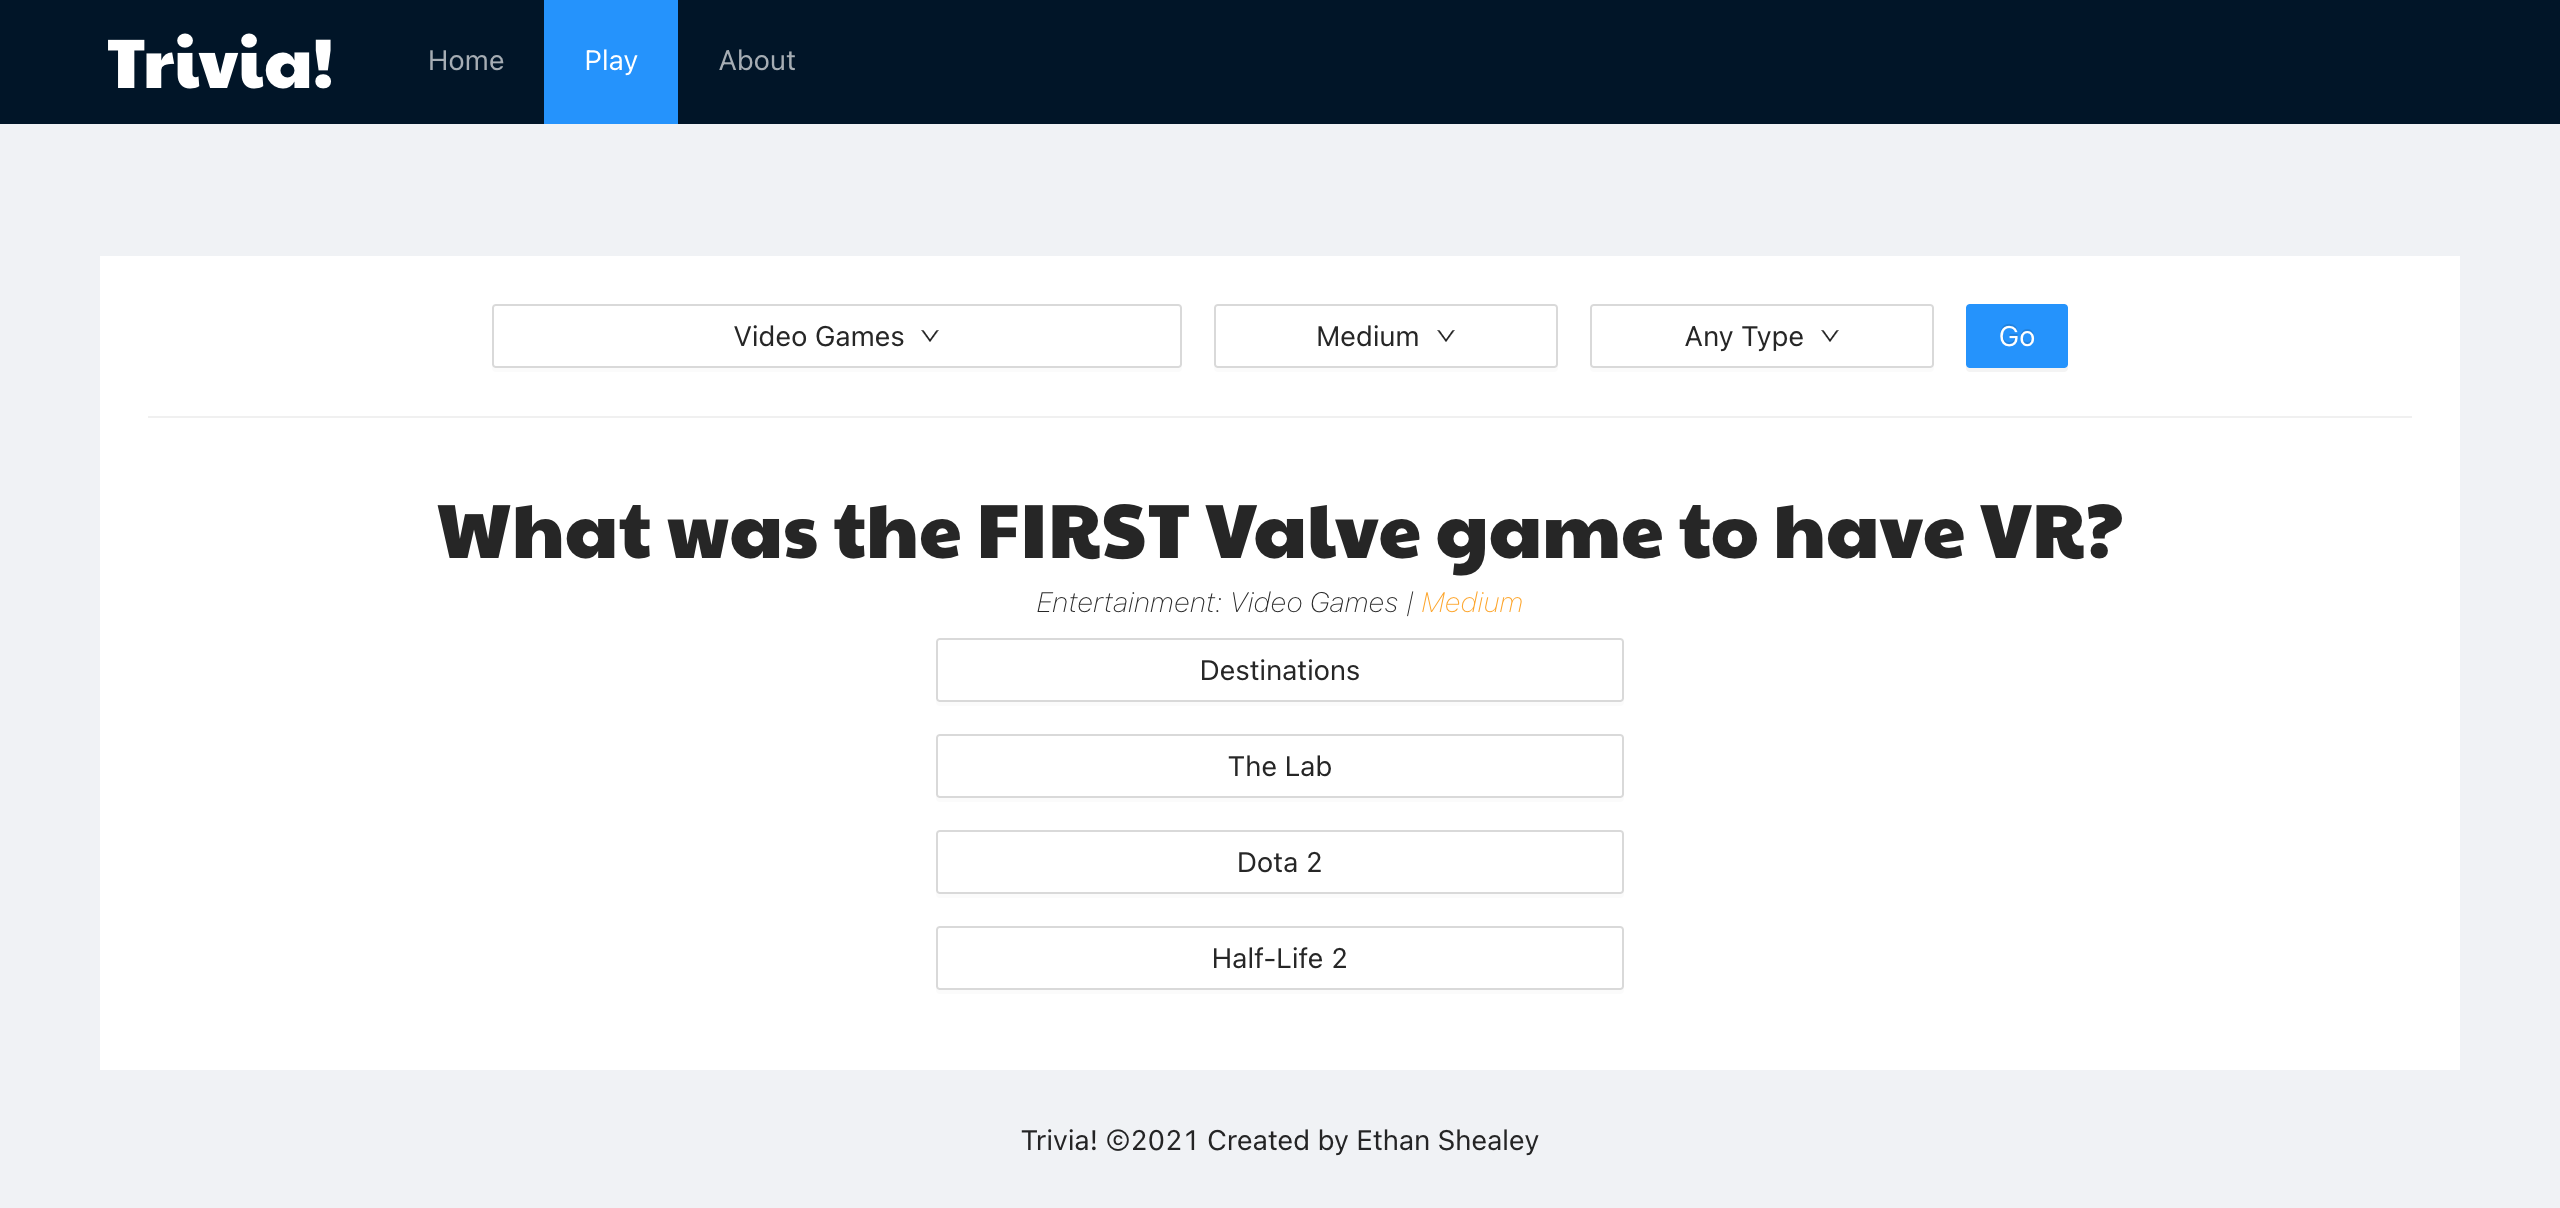 Trivia! Home Play About
Video Games Medium Any Type Go
What was the FIRST Valve game to have VR?
Entertainment: Video Games | Medium
Destinations
The Lab
Dota 2
Half-Life 2
Trivia! ©2021 Created by Ethan Shealey